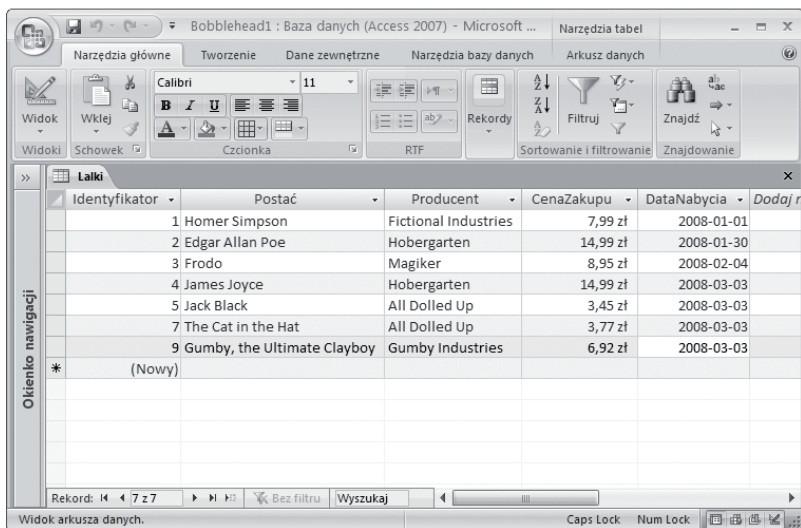 Bobblehead1 : Baza danych (Access 2007) - Microsoft ...
Narzędzia tabel
Narzędzia główne Tworzenie Dane zewnętrzne Narzędzia bazy danych Arkusz danych
Widok
Widoki
Wklej
Schowek
Calibri 11
B I U
Czcionka
RTF
Rekordy
Filtruj
Sortowanie i filtrowanie
Znajdź
Znajdowanie
Okienko nawigacji
Lalki
Identyfikator Postać Producent CenaZakupu DataNabycia Dodaj
1 Homer Simpson Fictional Industries 7,99 zł 2008-01-01
2 Edgar Allan Poe Hobergarten 14,99 zł 2008-01-30
3 Frodo Magiker 8,95 zł 2008-02-04
4 James Joyce Hobergarten 14,99 zł 2008-03-03
5 Jack Black All Dolled Up 3,45 zł 2008-03-03
7 The Cat in the Hat All Dolled Up 3,77 zł 2008-03-03
9 Gumby, the Ultimate Clayboy Gumby Industries 6,92 zł 2008-03-03
(Nowy)
Rekord: 7 z 7 Bez filtru Wyszukaj
Widok arkusza danych. Caps Lock Num Lock